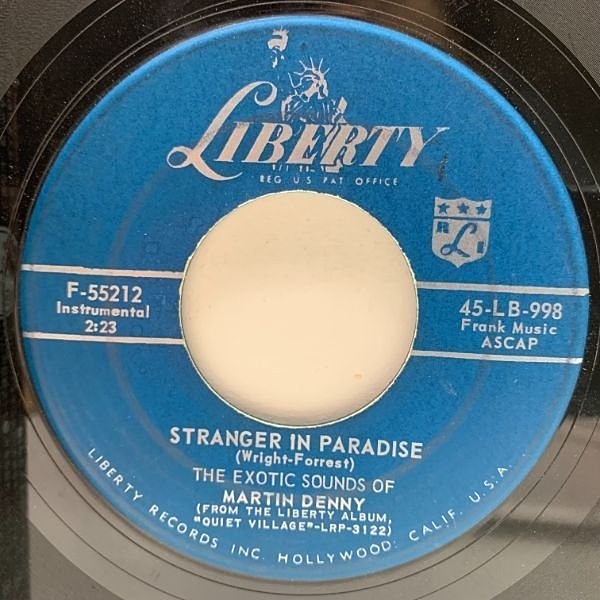 LIBERTY
REG. U.S. PAT. OFFICE
R L I
F-55212
Instrumental
2:23
45-LB-998
Frank Music
ASCAP
STRANGER IN PARADISE
(Wright-Forrest)
THE EXOTIC SOUNDS OF
MARTIN DENNY
(FROM THE LIBERTY ALBUM,
"QUIET VILLAGE"-LRP-3122)
LIBERTY RECORDS INC. HOLLYWOOD. CALIF. U.S.A.